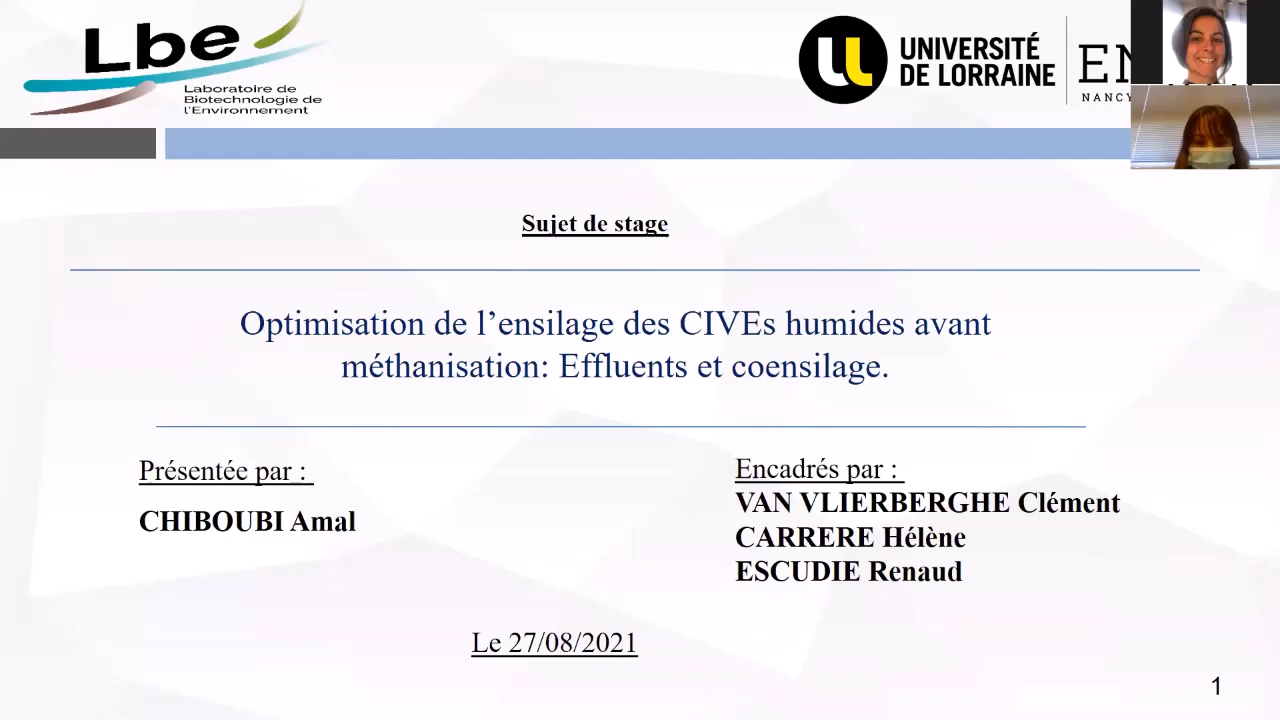 Lbe
Laboratoire de
Biotechnologie de
l'Environnement
UNIVERSITÉ
DE LORRAINE
NANCY
Sujet de stage
Optimisation de l’ensilage des CIVEs humides avant
méthanisation: Effluents et coensilage.
Présentée par :
CHIBOUBI Amal
Encadrés par :
VAN VLIERBERGHE Clément
CARRERE Hélène
ESCUDIE Renaud
Le 27/08/2021
1